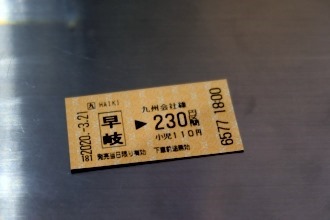 2020.-3.21
Ⓐ HAIKI
早岐
181 発売当日限り有効
九州会社線
▶ 230円区間
小児110円
下車前途無効
6577 1800